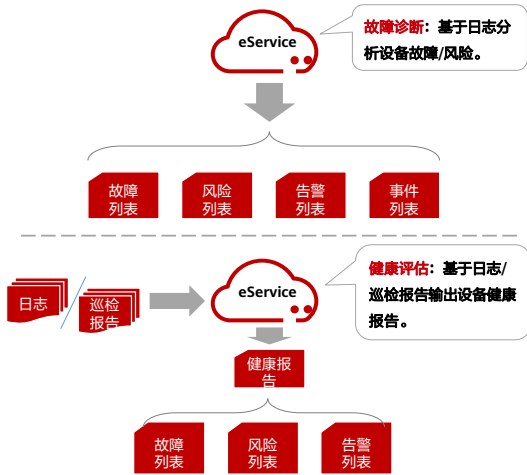 eService
故障诊断：基于日志分
析设备故障/风险。
故障
列表
风险
列表
告警
列表
事件
列表
日志
巡检
报告
eService
健康评估：基于日志/
巡检报告输出设备健康
报告。
健康报
告
故障
列表
风险
列表
告警
列表